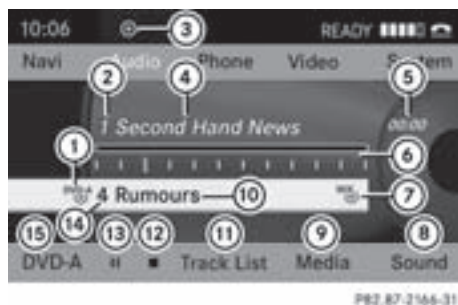 10:06 3 READY
Navi Audio Phone Video System
2 4 5
1 Second Hand News 00:00
1 6
4 Rumours 10 7
15 14 13 12 11 9 8
DVD-A Track List Media Sound
P82.87-2166-31